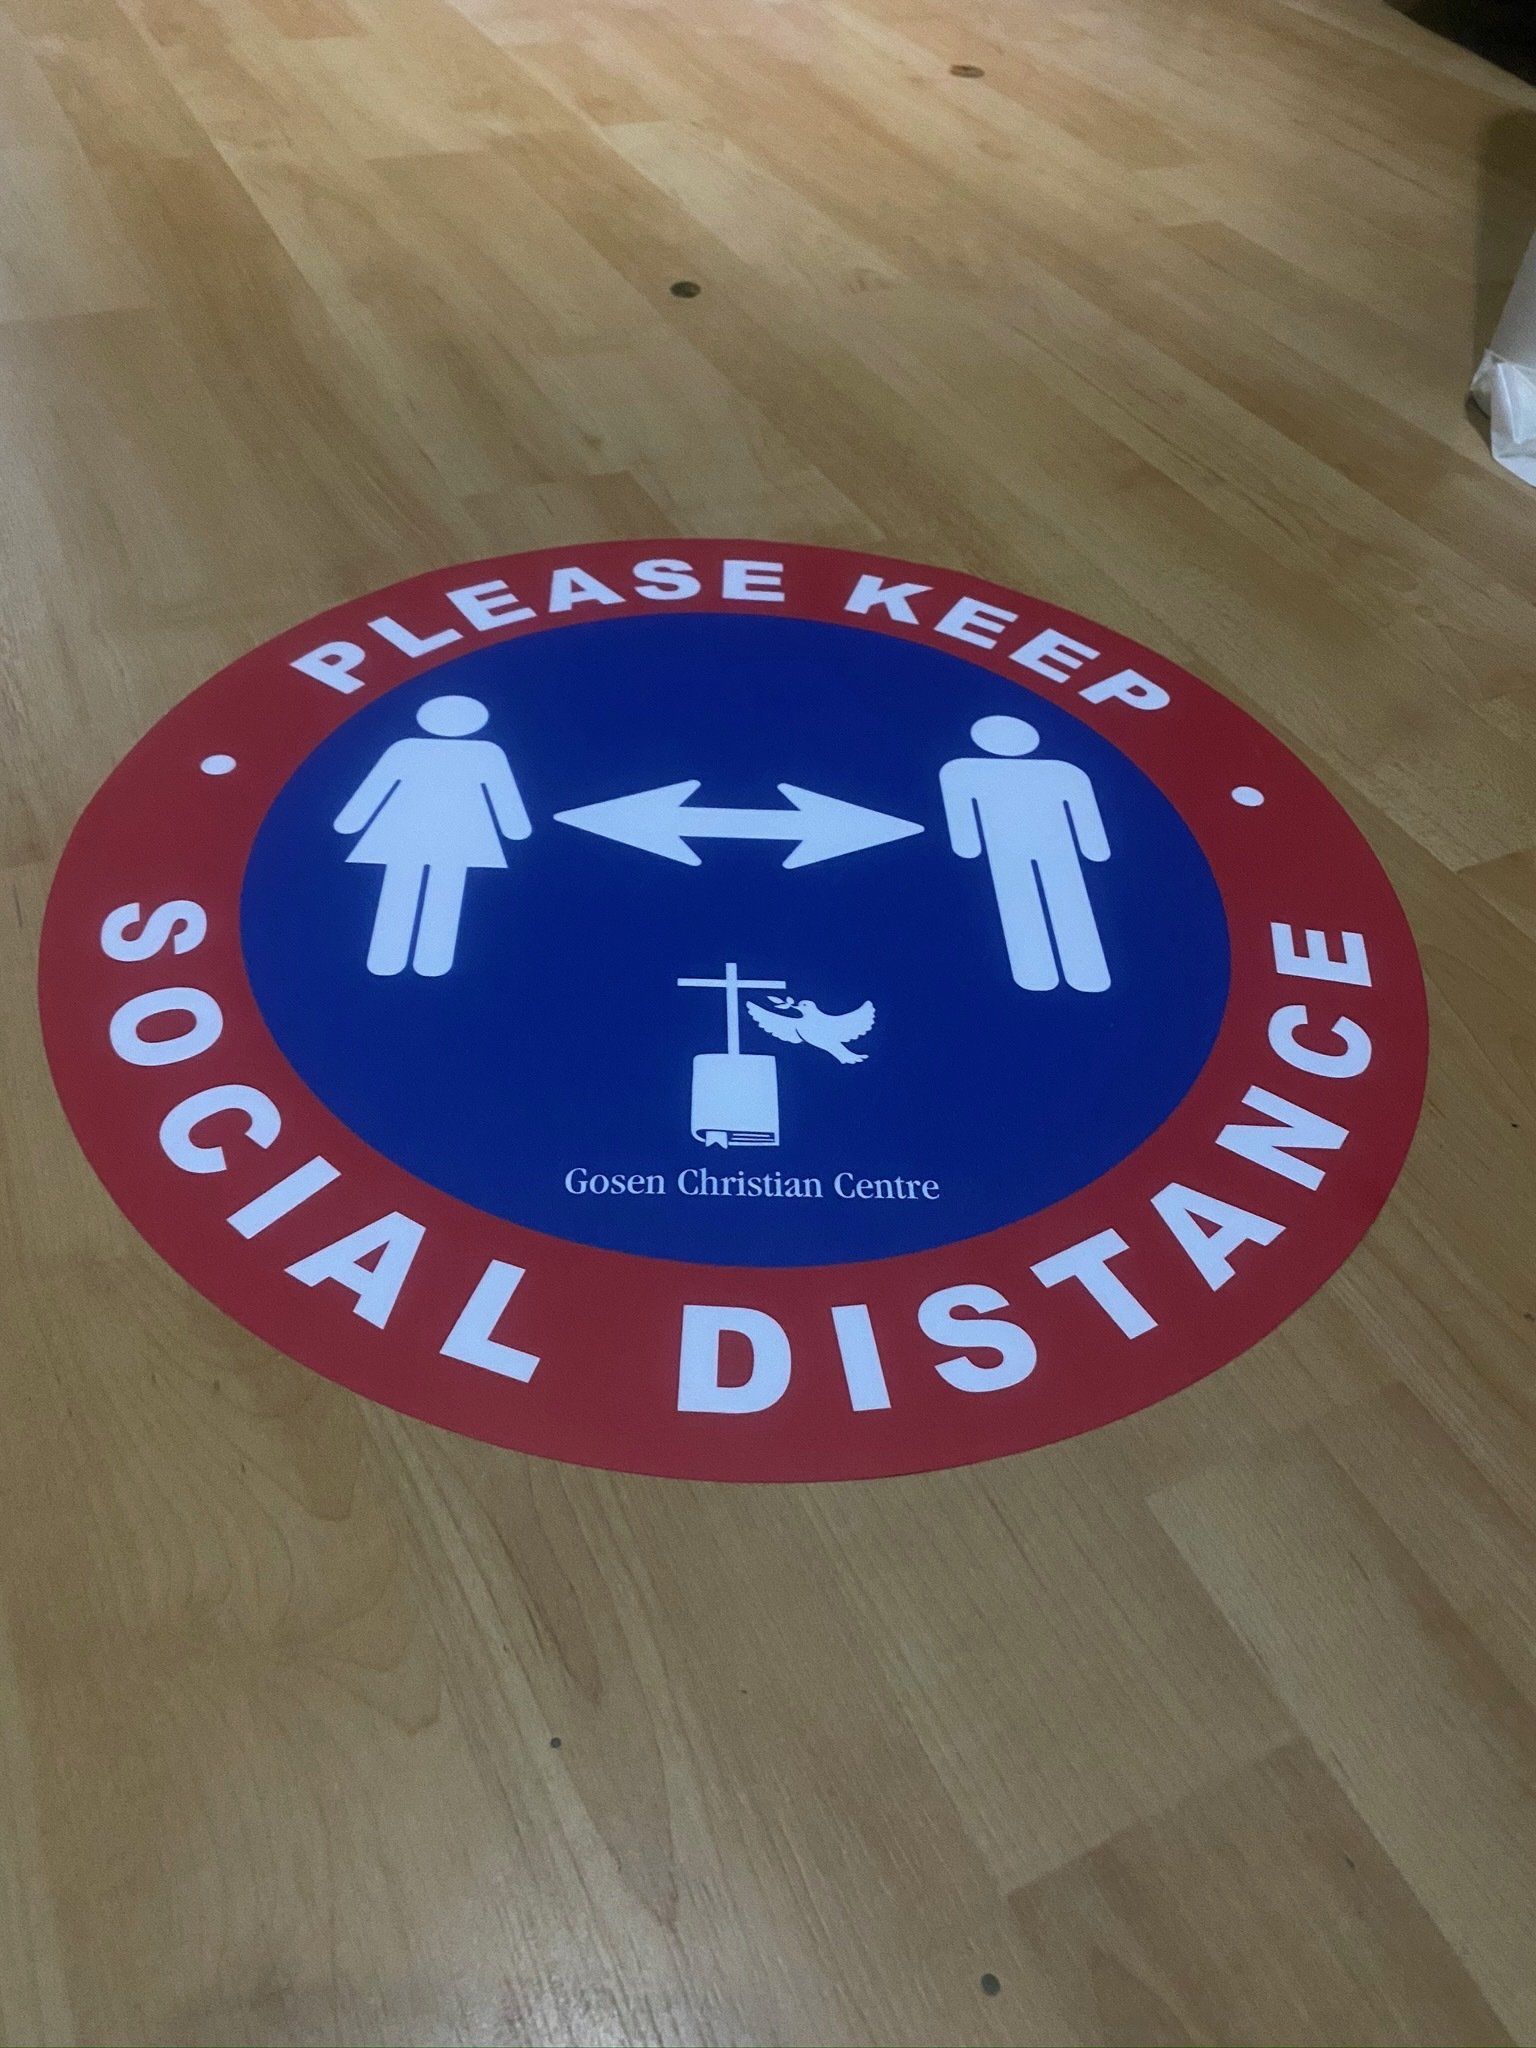 PLEASE KEEP
SOCIAL DISTANCE
Gosen Christian Centre